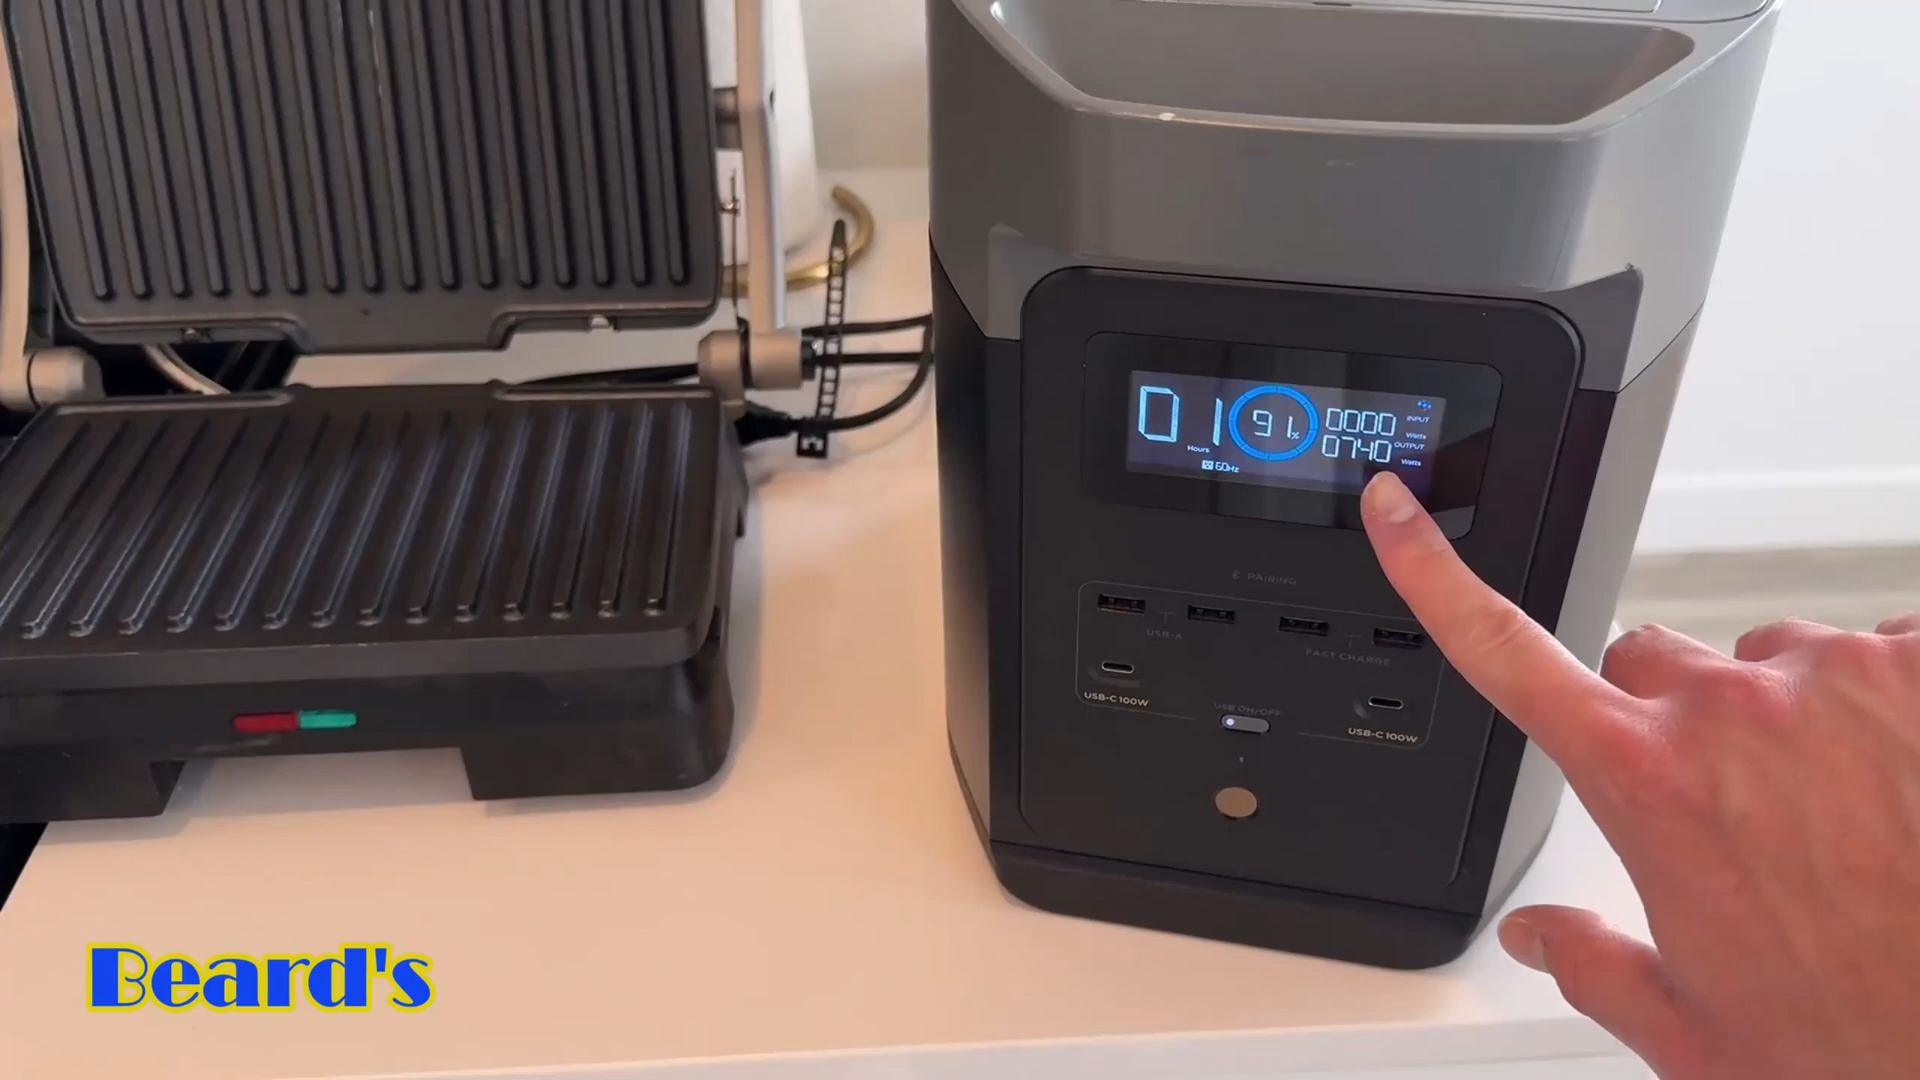 01 Hours
91%
0000 INPUT Watts
0740 OUTPUT Watts
60Hz
PAIRING
USB-A
FAST CHARGE
USB-C 100W
USB ON/OFF
USB-C 100W
Beard's